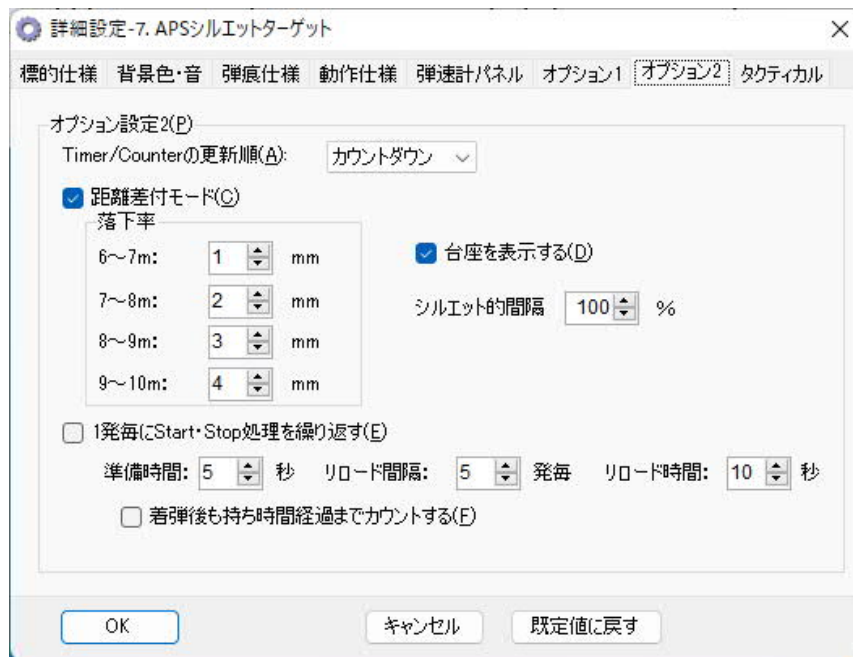 詳細設定-7. APSシルエットターゲット
標的仕様 背景色・音 弾痕仕様 動作仕様 弾速計パネル オプション1 オプション2 タクティカル
オプション設定2(P)
Timer/Counterの更新順(A): カウントダウン
距離差付モード(C)
落下率
6～7m: 1 mm 台座を表示する(D)
7～8m: 2 mm シルエット的間隔 100 %
8～9m: 3 mm
9～10m: 4 mm
1発毎にStart・Stop処理を繰り返す(E)
準備時間: 5 秒 リロード間隔: 5 発毎 リロード時間: 10 秒
着弾後も持ち時間経過までカウントする(F)
OK キャンセル 既定値に戻す